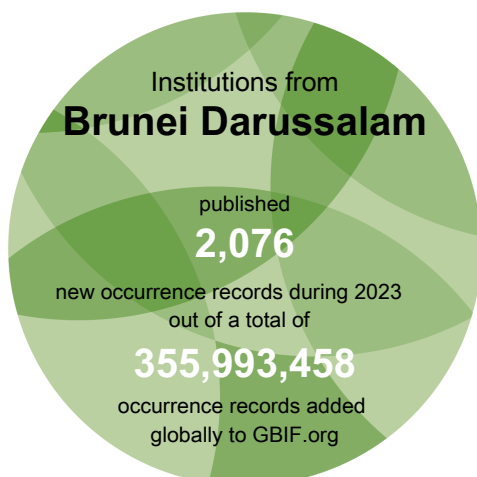 Institutions from
Brunei Darussalam
published
2,076
new occurrence records during 2023
out of a total of
355,993,458
occurrence records added
globally to GBIF.org